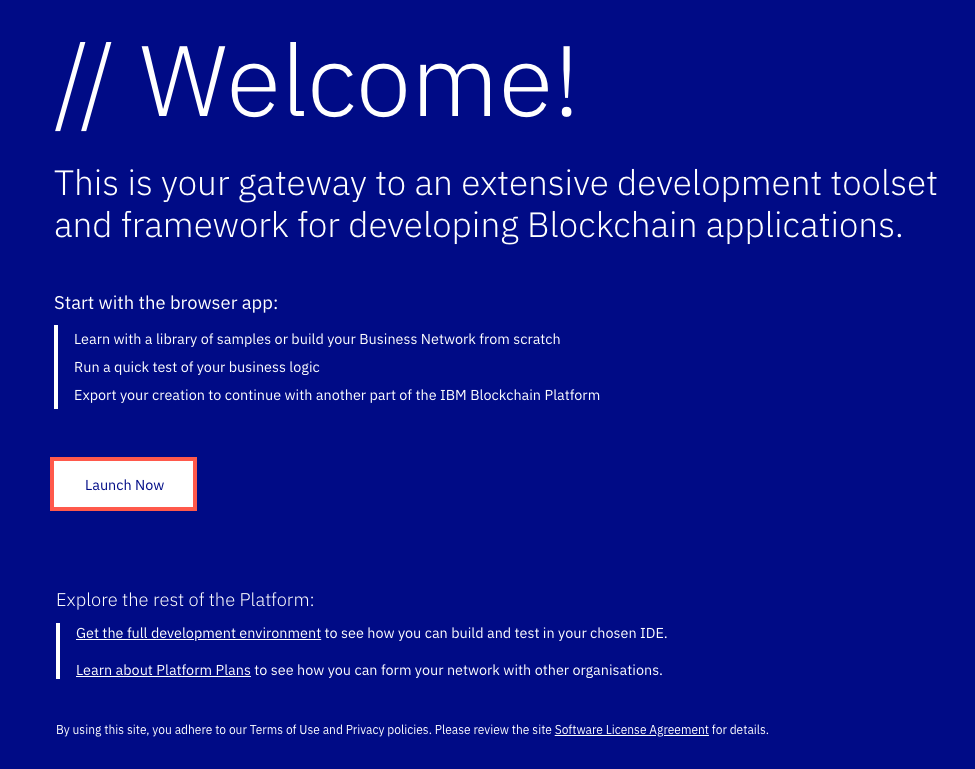 // Welcome!
This is your gateway to an extensive development toolset
and framework for developing Blockchain applications.
Start with the browser app:
Learn with a library of samples or build your Business Network from scratch
Run a quick test of your business logic
Export your creation to continue with another part of the IBM Blockchain Platform
Launch Now
Explore the rest of the Platform:
Get the full development environment to see how you can build and test in your chosen IDE.
Learn about Platform Plans to see how you can form your network with other organisations.
By using this site, you adhere to our Terms of Use and Privacy policies. Please review the site Software License Agreement for details.